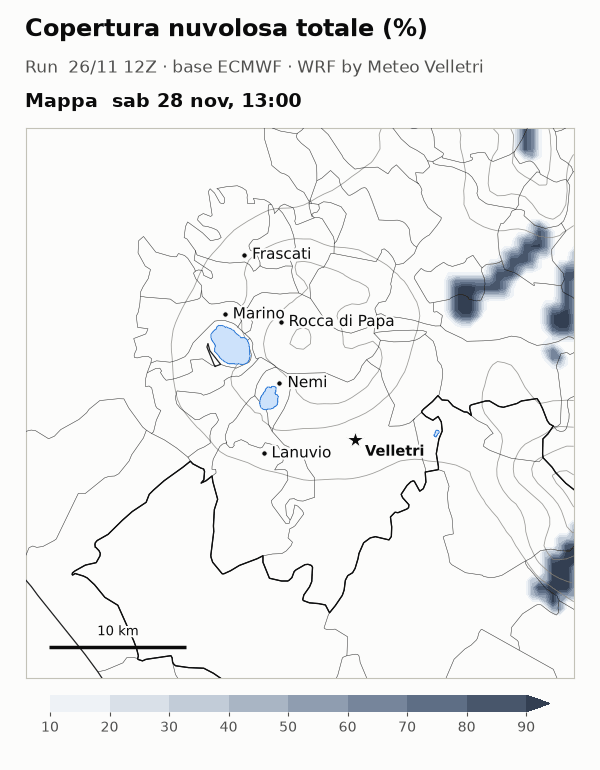 Copertura nuvolosa totale (%)
Run  26/11 12Z · base ECMWF · WRF by Meteo Velletri
Mappa  sab 28 nov, 13:00
Frascati
Marino
Rocca di Papa
Nemi
Velletri
Lanuvio
10 km
10 20 30 40 50 60 70 80 90